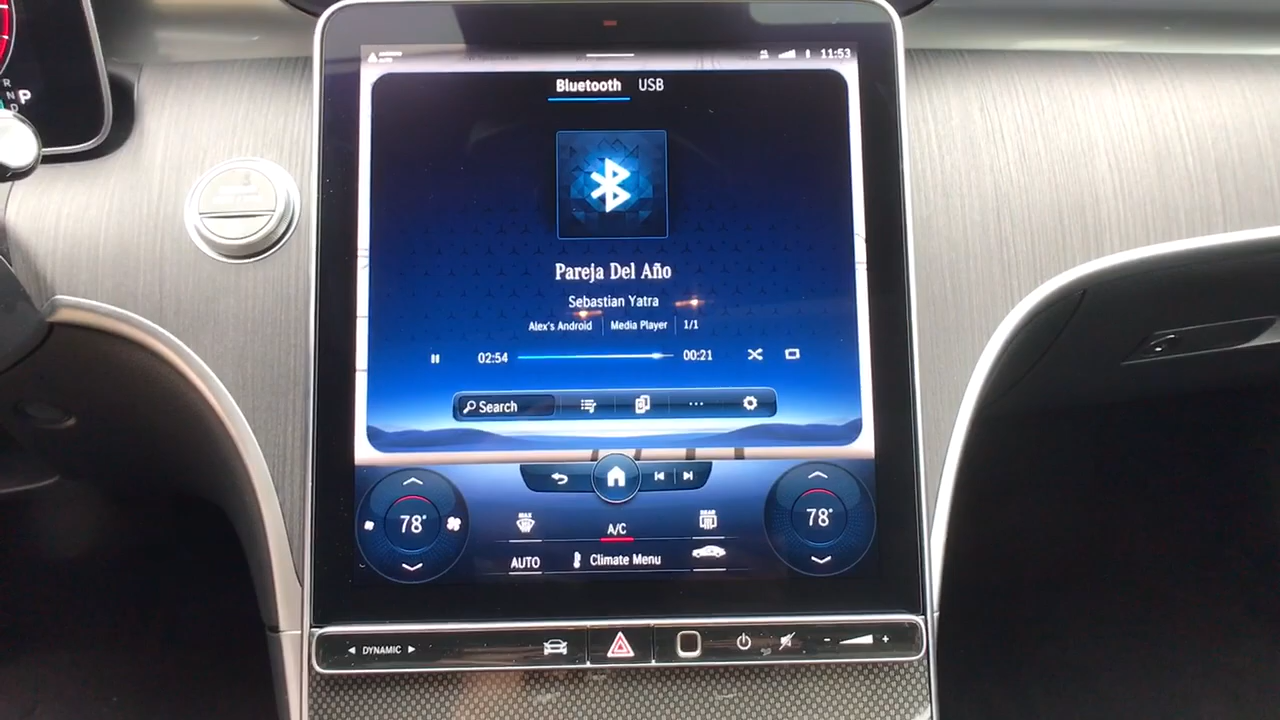 11:53
Bluetooth USB
Pareja Del Año
Sebastian Yatra
Alex's Android Media Player 1/1
02:54 00:21
Search
78° 78°
MAX REAR
A/C
AUTO Climate Menu
DYNAMIC
R
N P
D